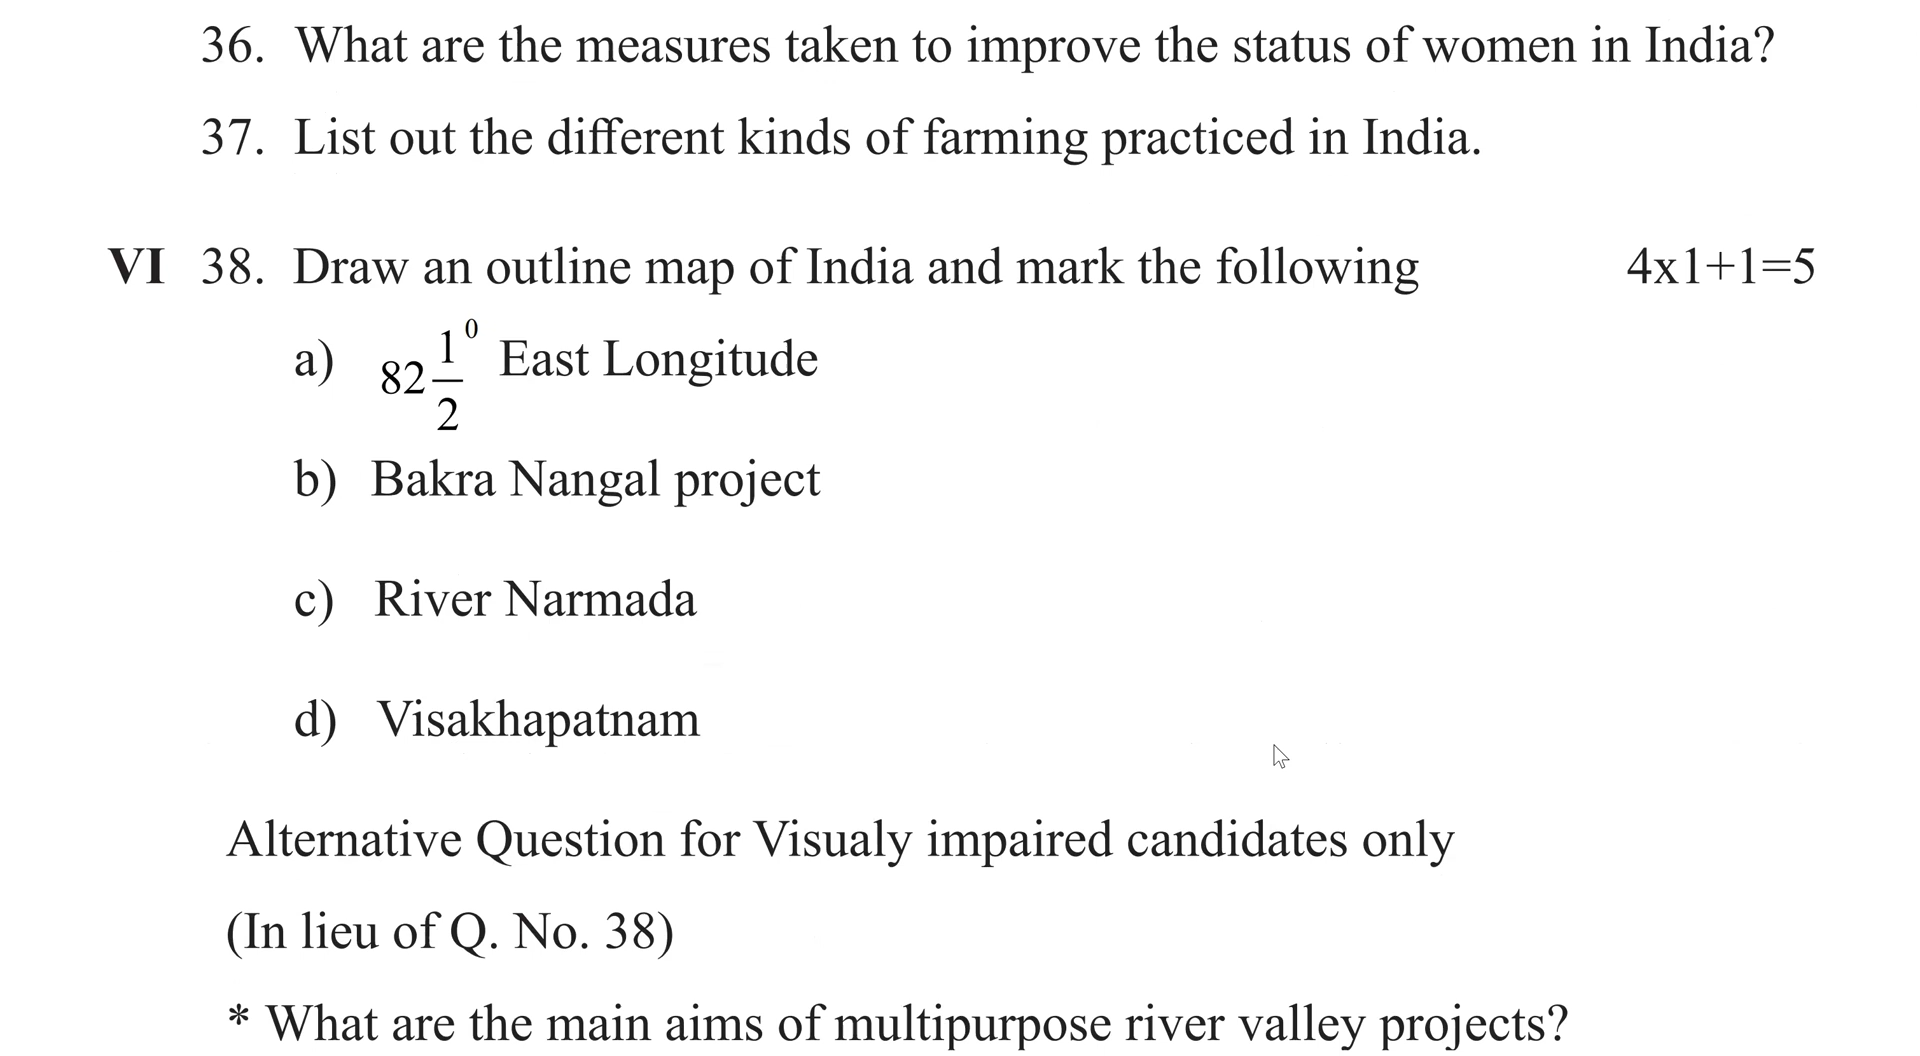 36. What are the measures taken to improve the status of women in India?
37. List out the different kinds of farming practiced in India.
VI 38. Draw an outline map of India and mark the following 4x1+1=5
a) 82 1/2 ⁰ East Longitude
b) Bakra Nangal project
c) River Narmada
d) Visakhapatnam
Alternative Question for Visualy impaired candidates only
(In lieu of Q. No. 38)
* What are the main aims of multipurpose river valley projects?